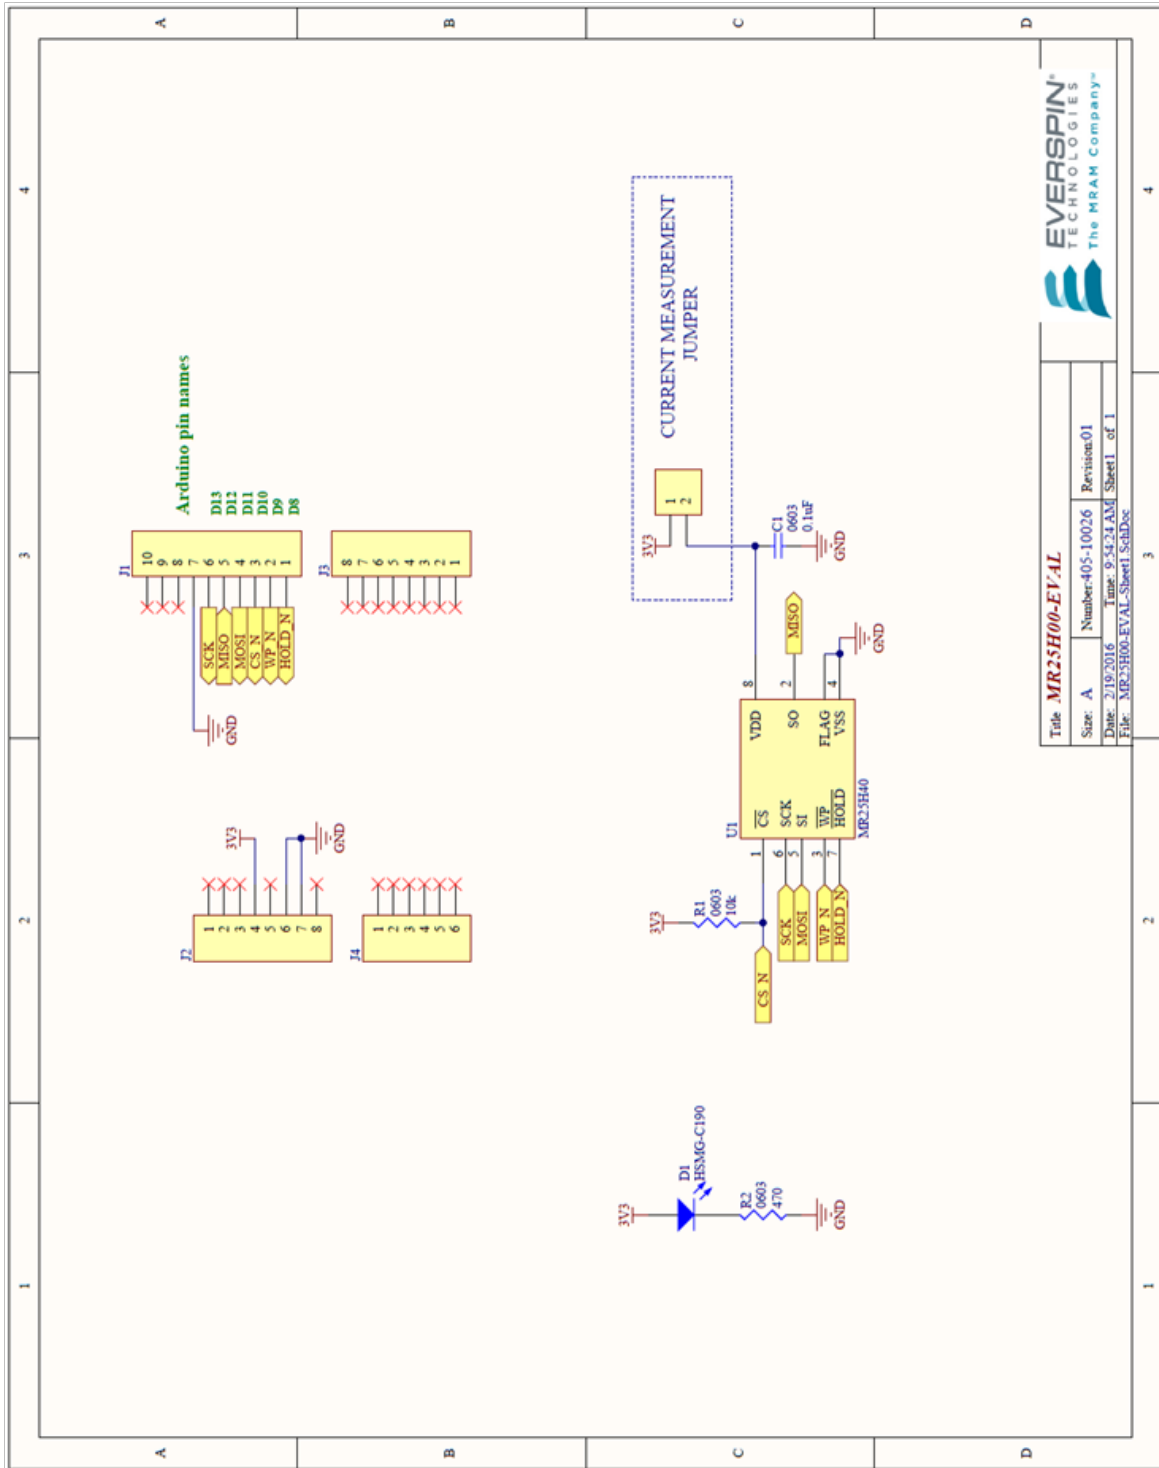 1
2
3
4
A
A
J2
1
2
3
4
5
6
7
8
3V3
GND
J1
10
9
8
7
6
5
4
3
2
1
GND
SCK
MISO
MOSI
CS_N
WP_N
HOLD_N
Arduino pin names
D13
D12
D11
D10
D9
D8
B
B
J4
1
2
3
4
5
6
J3
8
7
6
5
4
3
2
1
C
C
3V3
D1
HSMG-C190
R2
0603
470
GND
3V3
R1
0603
10k
CS_N
SCK
MOSI
WP_N
HOLD_N
U1
1
6
5
3
7
CS
SCK
SI
WP
HOLD
VDD
SO
FLAG
VSS
8
2
4
MR25H40
MISO
GND
3V3
1
2
C1
0603
0.1uF
GND
CURRENT MEASUREMENT
JUMPER
D
D
Title MR25H00-EVAL
Size: A Number:405-10026 Revision:01
Date: 2/19/2016 Time: 9:54:24 AM Sheet1 of 1
File: MR25H00-EVAL-Sheet1.SchDoc
EVERSPIN®
TECHNOLOGIES
The MRAM Company™
1
2
3
4